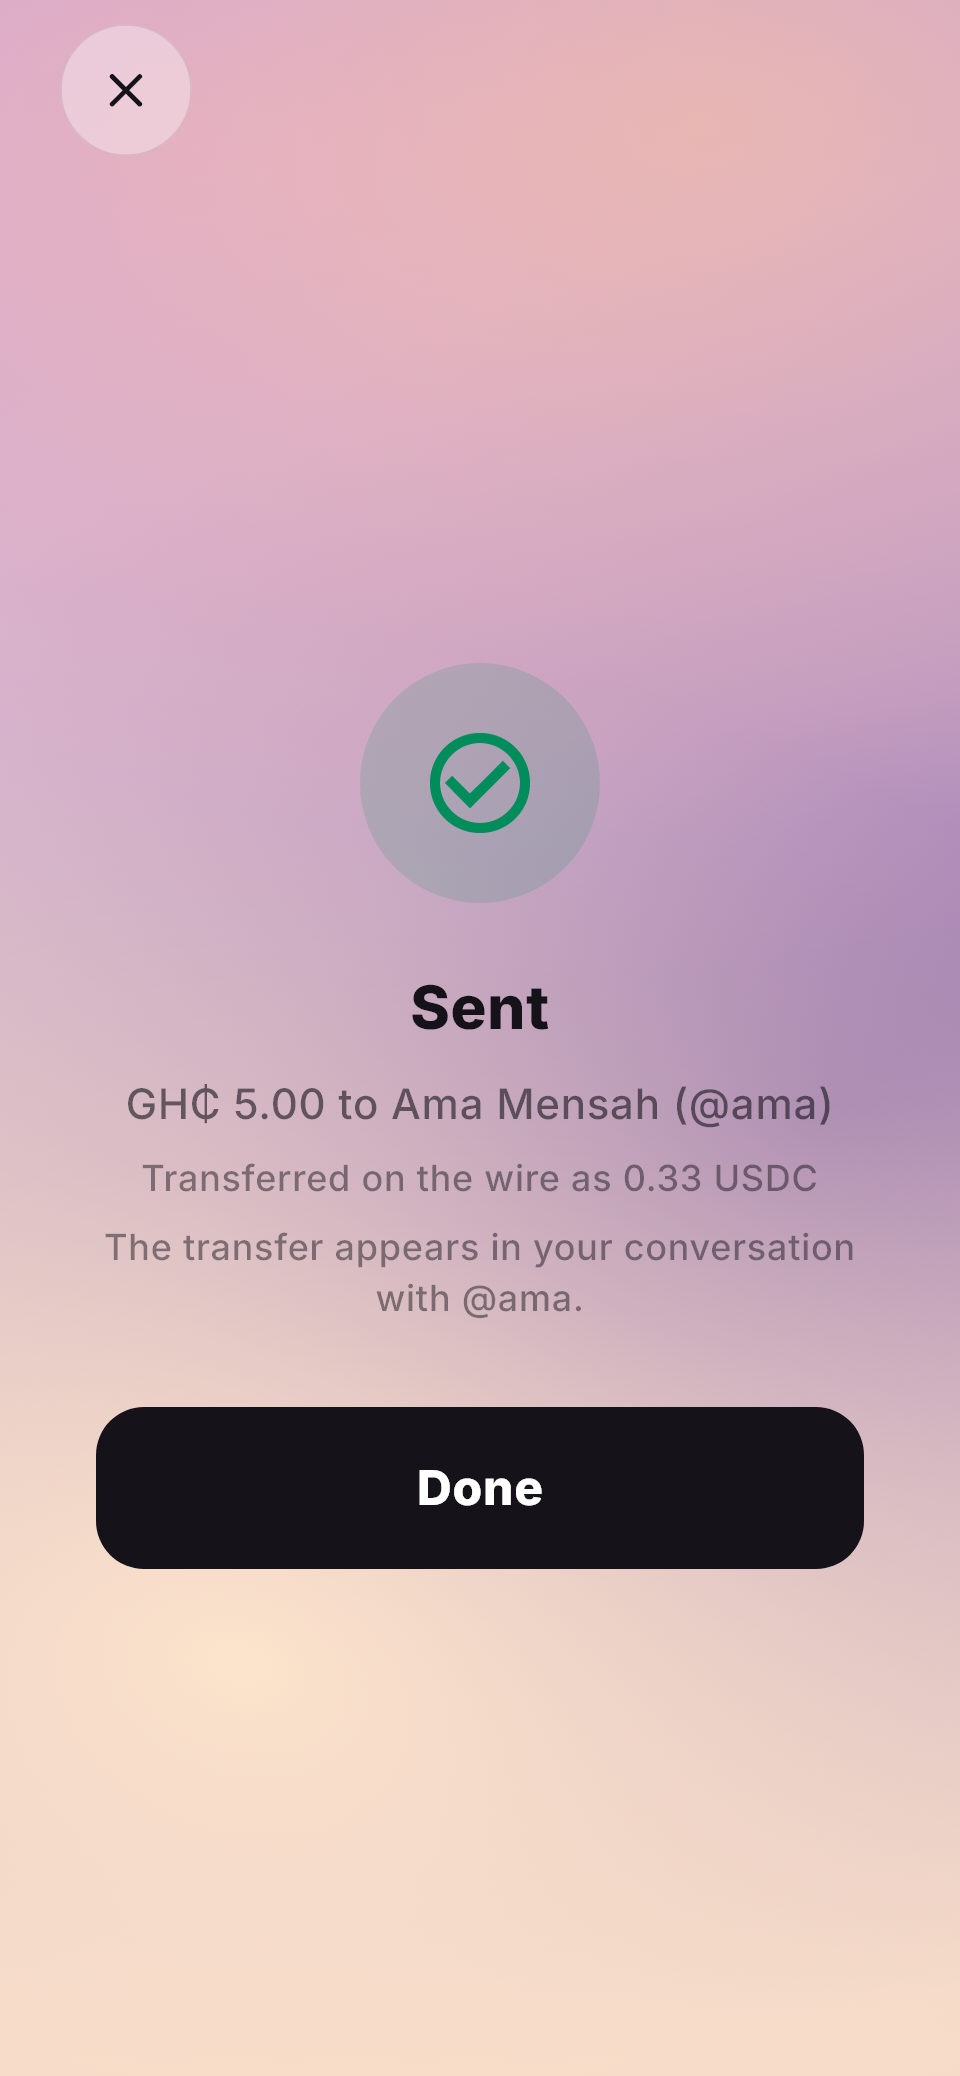 Sent
GH₵ 5.00 to Ama Mensah (@ama)
Transferred on the wire as 0.33 USDC
The transfer appears in your conversation
with @ama.
Done